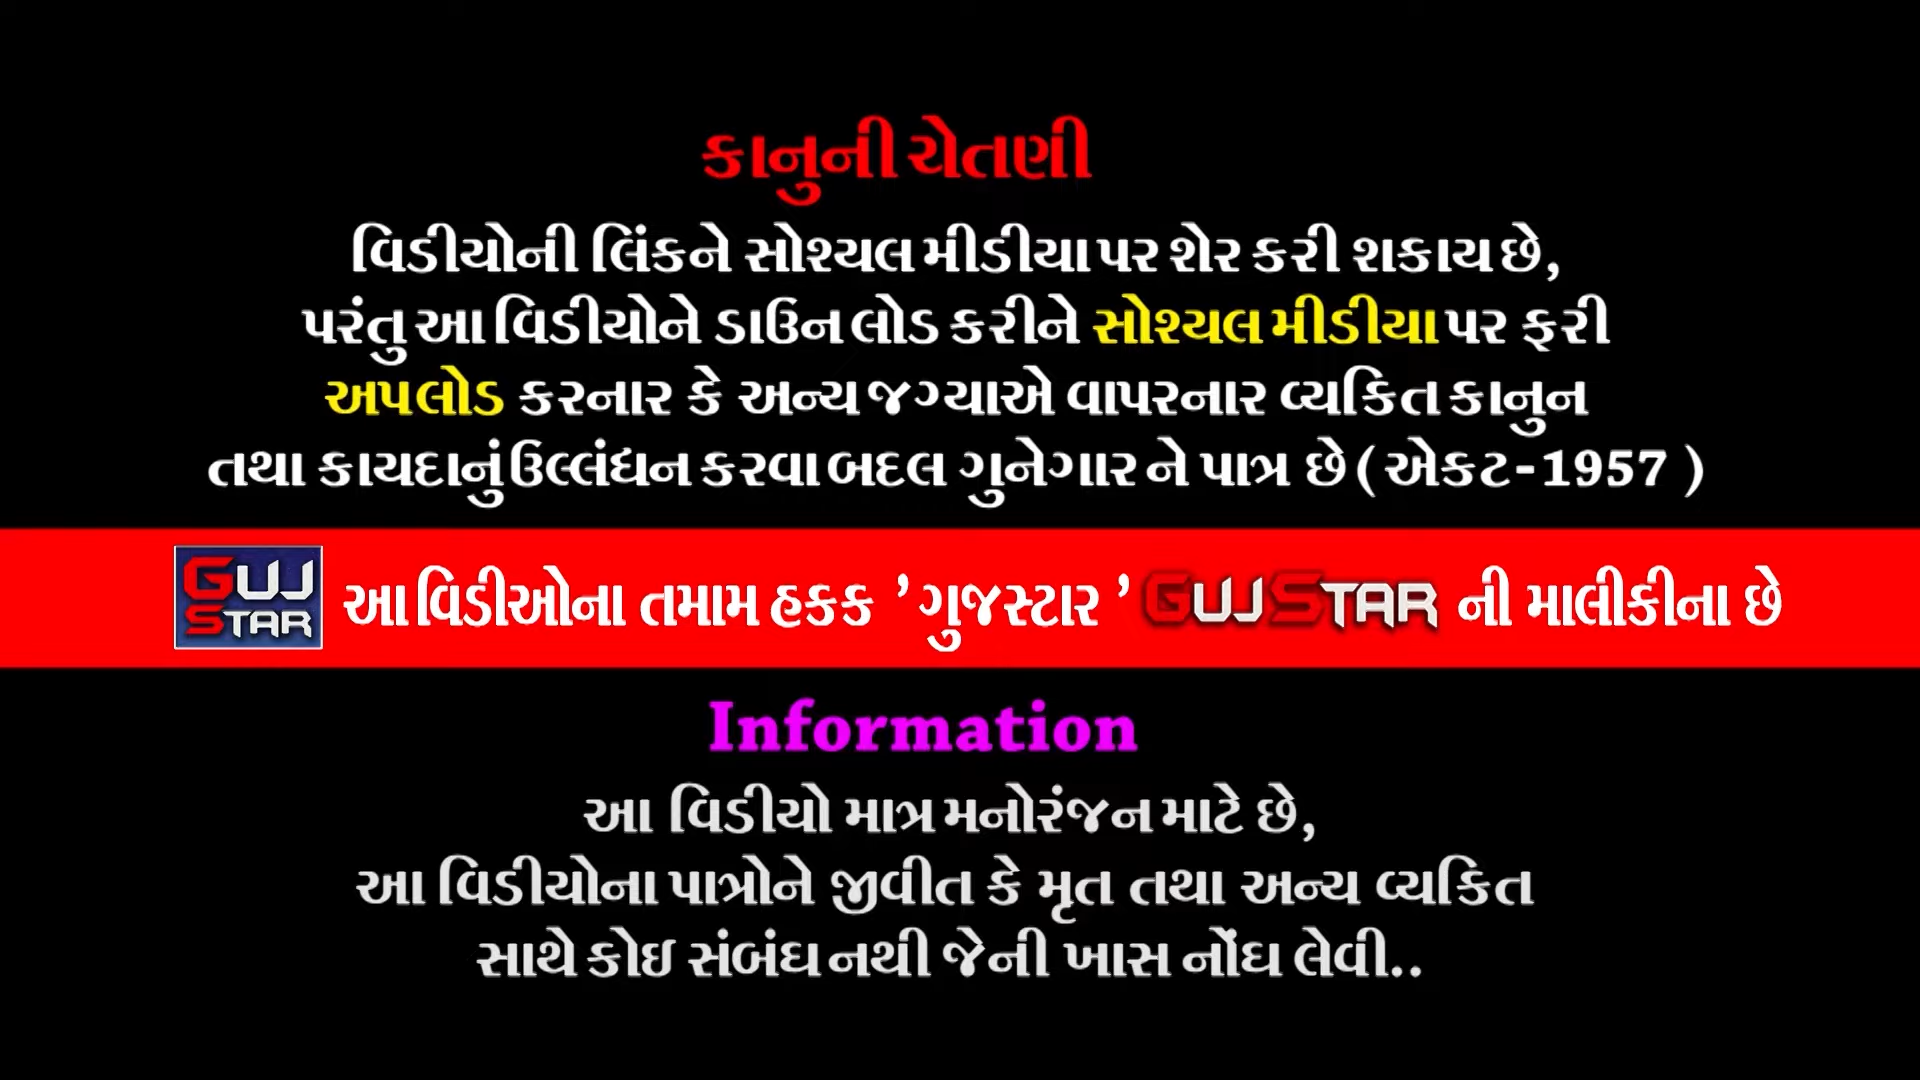 કાનુની ચેતણી
વિડીયોની લિંકને સોશ્યલ મીડીયા પર શેર કરી શકાય છે,
પરંતુ આ વિડીયોને ડાઉનલોડ કરીને સોશ્યલ મીડીયા પર ફરી
અપલોડ કરનાર કે અન્ય જગ્યાએ વાપરનાર વ્યકિત કાનુન
તથા કાયદાનું ઉલ્લંઘન કરવા બદલ ગુનેગાર ને પાત્ર છે ( એકટ-1957 )
GUJ STAR આ વિડીઓના તમામ હકક ’ ગુજસ્ટાર ’ GUJ STAR ની માલીકીના છે
Information
આ વિડીયો માત્ર મનોરંજન માટે છે,
આ વિડીયોના પાત્રોને જીવીત કે મૃત તથા અન્ય વ્યકિત
સાથે કોઇ સંબંઘ નથી જેની ખાસ નોંઘ લેવી..